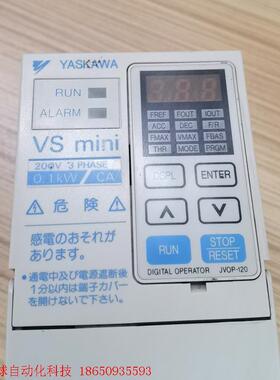 YASKAWA
RUN
ALARM
VS mini
200V 3 PHASE
0.1kW / CA
危険
感電のおそれが
あります。
•通電中及び電源遮断後
1分以内は端子カバー
を開けないで下さい。
FREF FOUT IOUT
ACC DEC F/R
FMAX VMAX FBAS
THR MODE PRGM
DSPL ENTER
RUN
STOP
RESET
DIGITAL OPERATOR JVOP-120
球自动化科技 18650935593